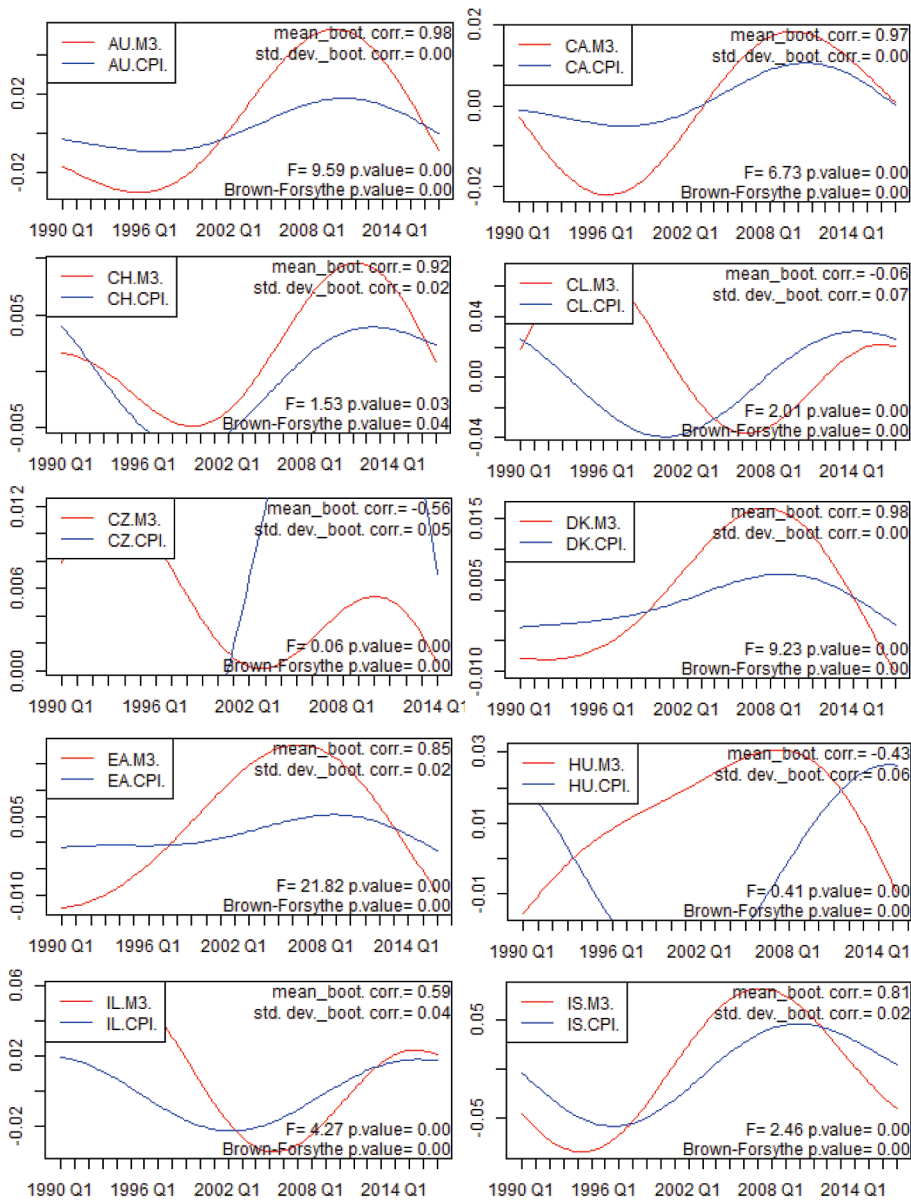 AU.M3.
AU.CPI.
mean_boot. corr.= 0.98
std. dev._boot. corr.= 0.00
F= 9.59 p.value= 0.00
Brown-Forsythe p.value= 0.00
-0.02
0.02
1990 Q1 1996 Q1 2002 Q1 2008 Q1 2014 Q1
CA.M3.
CA.CPI.
mean_boot. corr.= 0.97
std. dev._boot. corr.= 0.00
F= 6.73 p.value= 0.00
Brown-Forsythe p.value= 0.00
-0.02
0.00
0.02
1990 Q1 1996 Q1 2002 Q1 2008 Q1 2014 Q1
CH.M3.
CH.CPI.
mean_boot. corr.= 0.92
std. dev._boot. corr.= 0.02
F= 1.53 p.value= 0.03
Brown-Forsythe p.value= 0.04
-0.005
0.005
1990 Q1 1996 Q1 2002 Q1 2008 Q1 2014 Q1
CL.M3.
CL.CPI.
mean_boot. corr.= -0.06
std. dev._boot. corr.= 0.07
F= 2.01 p.value= 0.00
Brown-Forsythe p.value= 0.00
-0.04
0.00
0.04
1990 Q1 1996 Q1 2002 Q1 2008 Q1 2014 Q1
CZ.M3.
CZ.CPI.
mean_boot. corr.= -0.56
std. dev._boot. corr.= 0.05
F= 0.06 p.value= 0.00
Brown-Forsythe p.value= 0.00
0.000
0.006
0.012
1990 Q1 1996 Q1 2002 Q1 2008 Q1 2014 Q1
DK.M3.
DK.CPI.
mean_boot. corr.= 0.98
std. dev._boot. corr.= 0.00
F= 9.23 p.value= 0.00
Brown-Forsythe p.value= 0.00
-0.010
0.005
0.015
1990 Q1 1996 Q1 2002 Q1 2008 Q1 2014 Q1
EA.M3.
EA.CPI.
mean_boot. corr.= 0.85
std. dev._boot. corr.= 0.02
F= 21.82 p.value= 0.00
Brown-Forsythe p.value= 0.00
-0.010
0.005
1990 Q1 1996 Q1 2002 Q1 2008 Q1 2014 Q1
HU.M3.
HU.CPI.
mean_boot. corr.= -0.43
std. dev._boot. corr.= 0.06
F= 0.41 p.value= 0.00
Brown-Forsythe p.value= 0.00
-0.01
0.01
0.03
1990 Q1 1996 Q1 2002 Q1 2008 Q1 2014 Q1
IL.M3.
IL.CPI.
mean_boot. corr.= 0.59
std. dev._boot. corr.= 0.04
F= 4.27 p.value= 0.00
Brown-Forsythe p.value= 0.00
-0.02
0.02
0.06
1990 Q1 1996 Q1 2002 Q1 2008 Q1 2014 Q1
IS.M3.
IS.CPI.
mean_boot. corr.= 0.81
std. dev._boot. corr.= 0.02
F= 2.46 p.value= 0.00
Brown-Forsythe p.value= 0.00
-0.05
0.05
1990 Q1 1996 Q1 2002 Q1 2008 Q1 2014 Q1